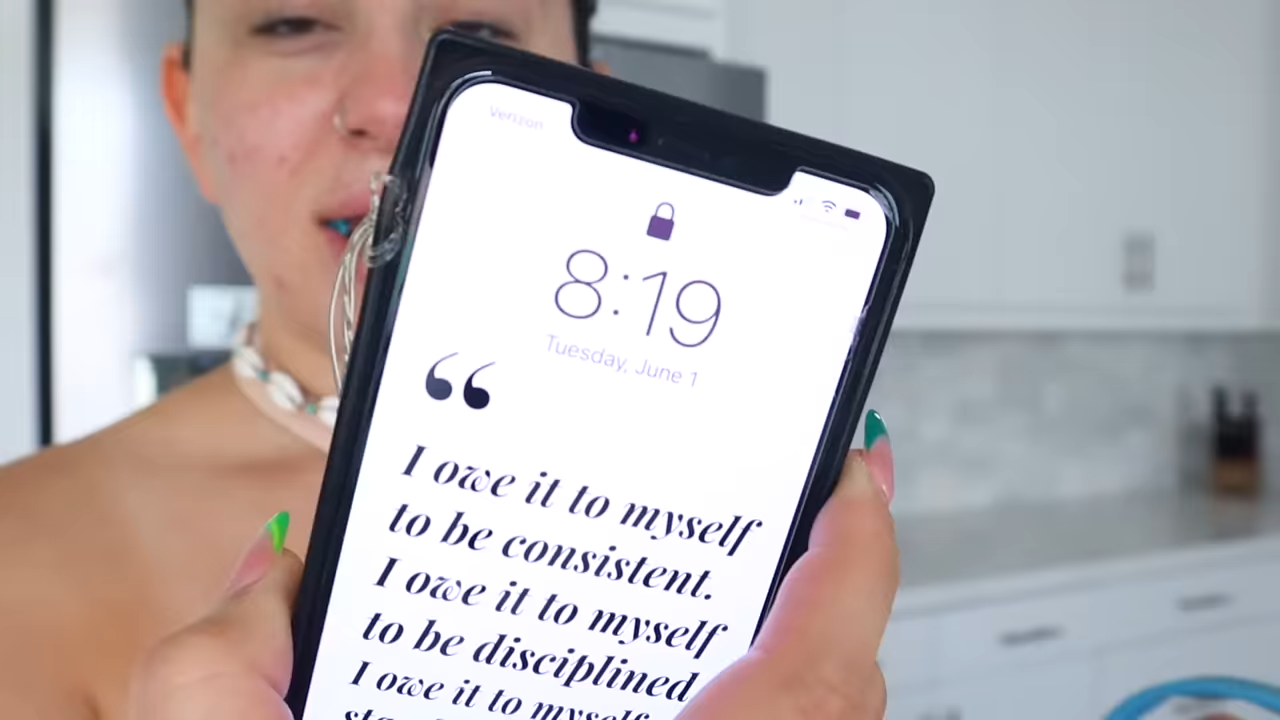 Verizon
8:19
Tuesday, June 1
“
I owe it to myself
to be consistent.
I owe it to myself
to be disciplined.
I owe it to myself